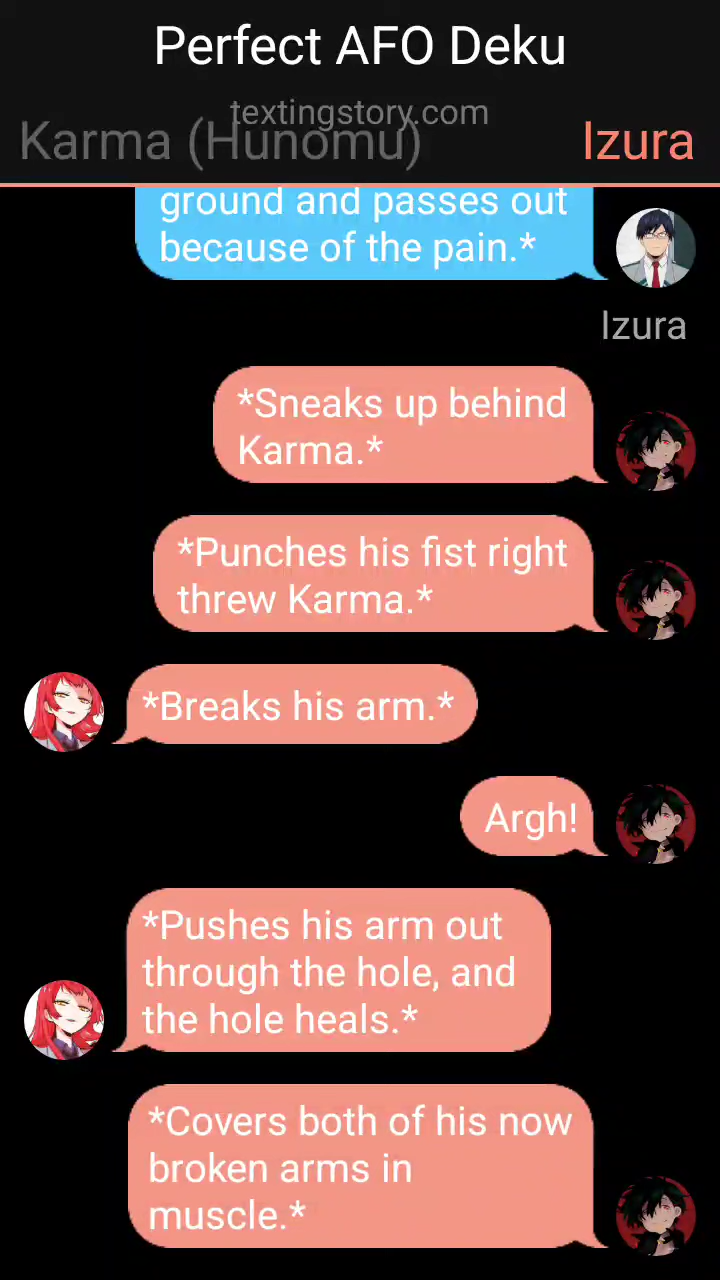 Perfect AFO Deku
textingstory.com
Karma (Hunomu)
Izura
ground and passes out
because of the pain.*
Izura
*Sneaks up behind
Karma.*
*Punches his fist right
threw Karma.*
*Breaks his arm.*
Argh!
*Pushes his arm out
through the hole, and
the hole heals.*
*Covers both of his now
broken arms in
muscle.*